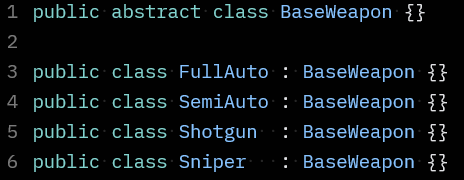 1 public abstract class BaseWeapon {}
2
3 public class FullAuto : BaseWeapon {}
4 public class SemiAuto : BaseWeapon {}
5 public class Shotgun  : BaseWeapon {}
6 public class Sniper   : BaseWeapon {}